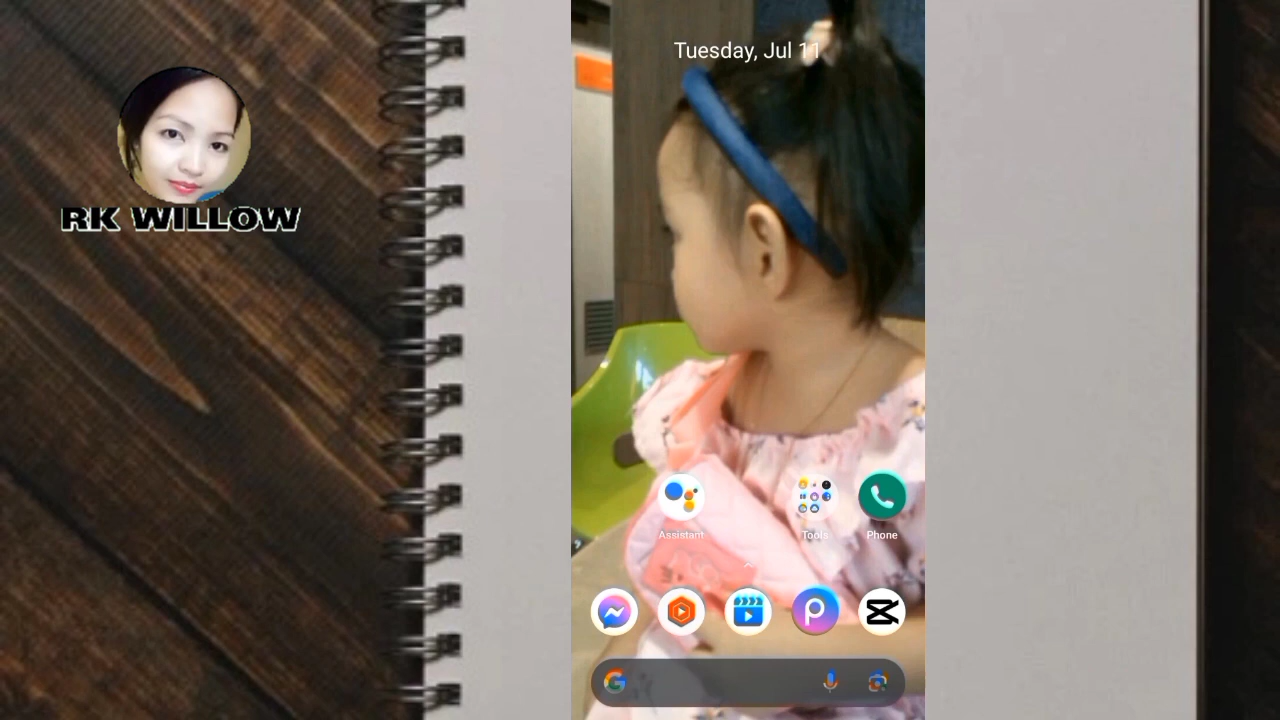 Tuesday, Jul 11
RK WILLOW
Assistant
Tools
Phone